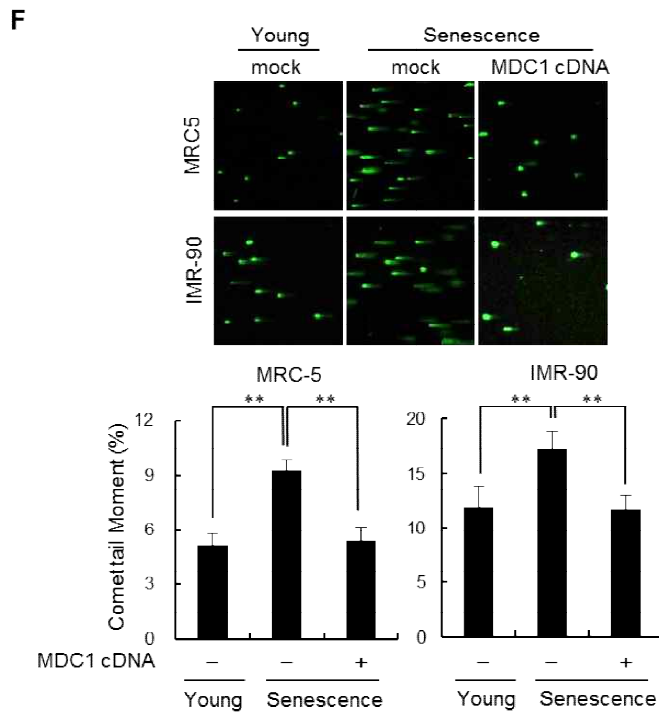 F
Young Senescence
mock mock MDC1 cDNA
MRC5
IMR-90
MRC-5
IMR-90
Comettail Moment (%)
12
9
6
3
0
** **
20
15
10
5
0
** **
MDC1 cDNA – – + – – +
Young Senescence Young Senescence